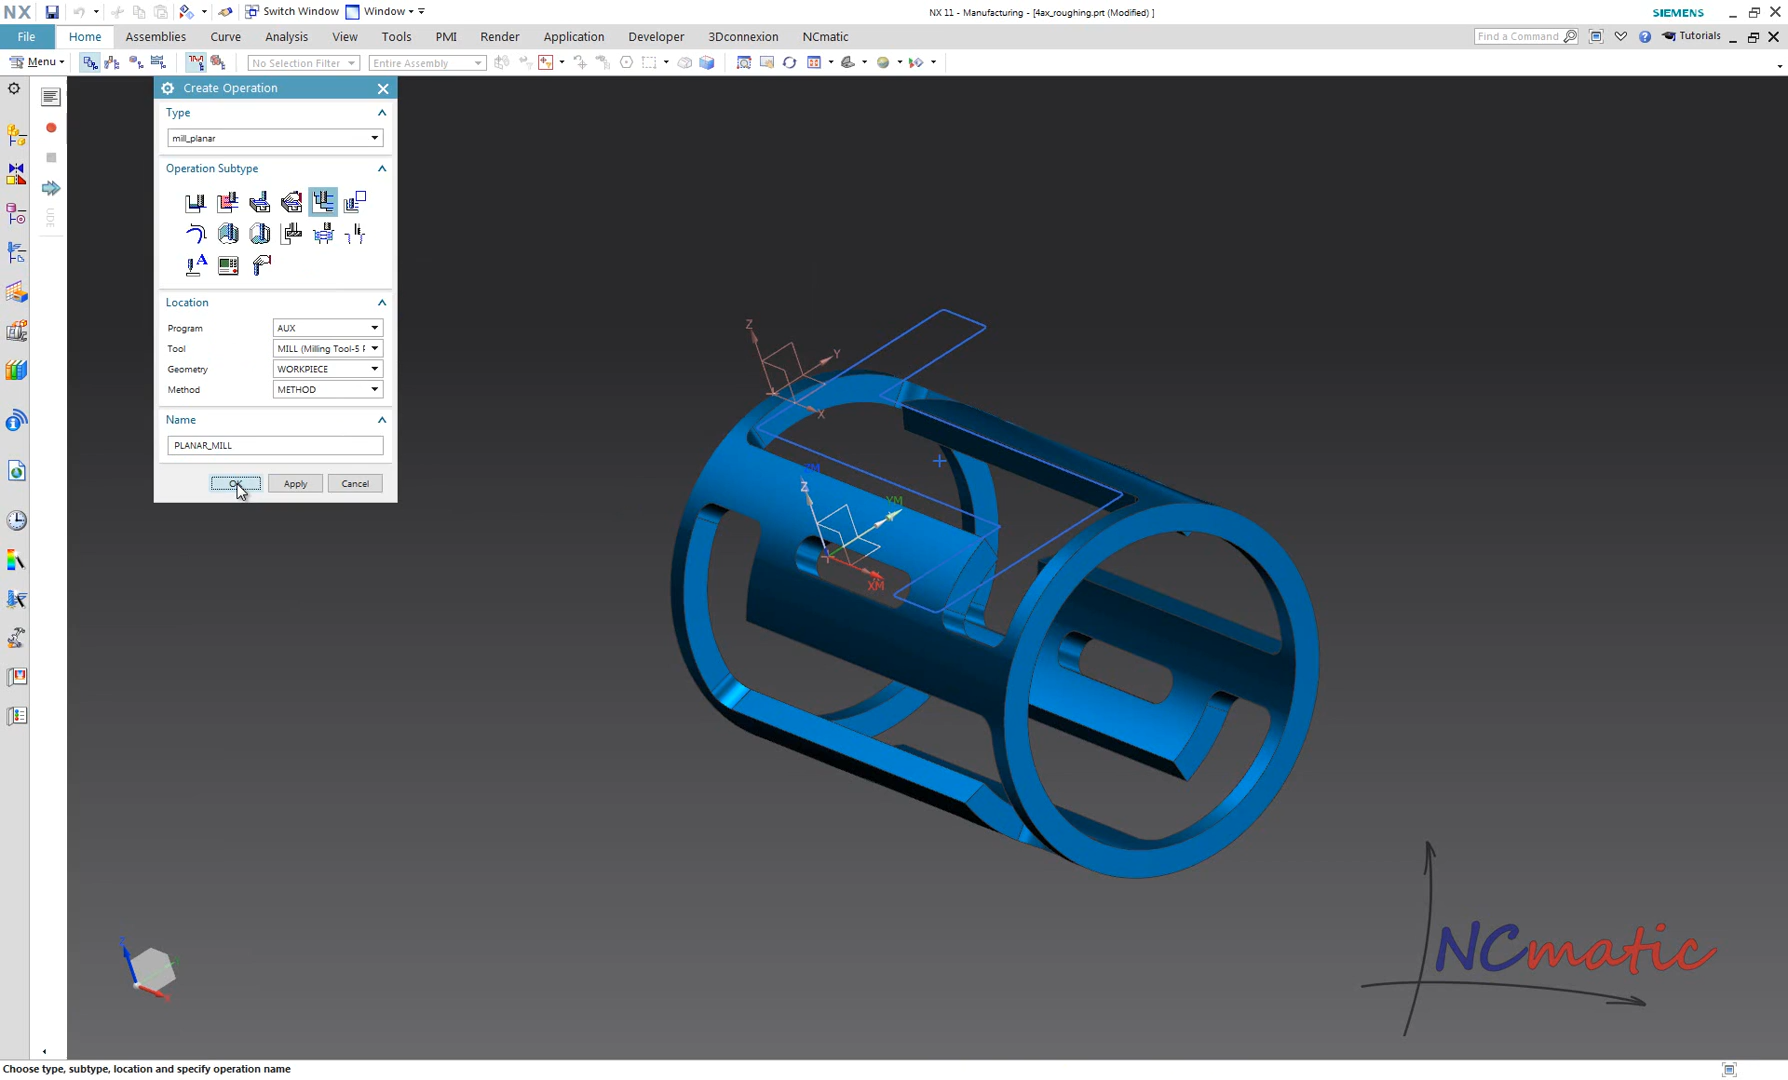 NX
Switch Window
Window
NX 11 - Manufacturing - [4ax_roughing.prt (Modified) ]
SIEMENS
File
Home
Assemblies
Curve
Analysis
View
Tools
PMI
Render
Application
Developer
3Dconnexion
NCmatic
Find a Command
Tutorials
Menu
No Selection Filter
Entire Assembly
Create Operation
Type
mill_planar
Operation Subtype
Location
Program
AUX
Tool
MILL (Milling Tool-5 P
Geometry
WORKPIECE
Method
METHOD
Name
PLANAR_MILL
OK
Apply
Cancel
UDE
Z
Y
X
ZM
Z
YM
XM
NCmatic
Choose type, subtype, location and specify operation name